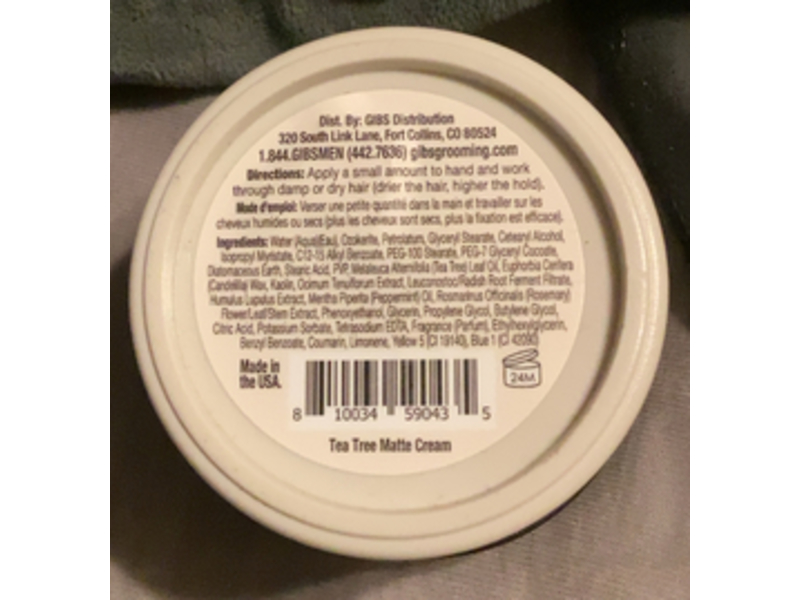 Dist. By: GIBS Distribution
320 South Link Lane, Fort Collins, CO 80524
1.844.GIBSMEN (442.7636) gibsgrooming.com
Directions: Apply a small amount to hand and work
through damp or dry hair (drier the hair, higher the hold).
Mode d'emploi: Verser une petite quantité dans la main et travailler sur les
cheveux humides ou secs (plus les cheveux sont secs, plus la fixation est efficace).
Ingredients: Water (Aqua)(Eau), Ozokerite, Petrolatum, Glyceryl Stearate, Cetearyl Alcohol,
Isopropyl Myristate, C12-15 Alkyl Benzoate, PEG-100 Stearate, PEG-7 Glyceryl Cocoate,
Diatomaceous Earth, Stearic Acid, PVP, Melaleuca Alternifolia (Tea Tree) Leaf Oil, Euphorbia Cerifera
(Candelilla) Wax, Kaolin, Ocimum Tenuiflorum Extract, Leuconostoc/Radish Root Ferment Filtrate,
Humulus Lupulus Extract, Mentha Piperita (Peppermint) Oil, Rosmarinus Officinalis (Rosemary)
Flower/Leaf/Stem Extract, Phenoxyethanol, Glycerin, Propylene Glycol, Butylene Glycol,
Citric Acid, Potassium Sorbate, Tetrasodium EDTA, Fragrance (Parfum), Ethylhexylglycerin,
Benzyl Benzoate, Coumarin, Limonene, Yellow 5 (CI 19140), Blue 1 (CI 42090)
Made in
the USA.
24M
8 10034 59043 5
Tea Tree Matte Cream